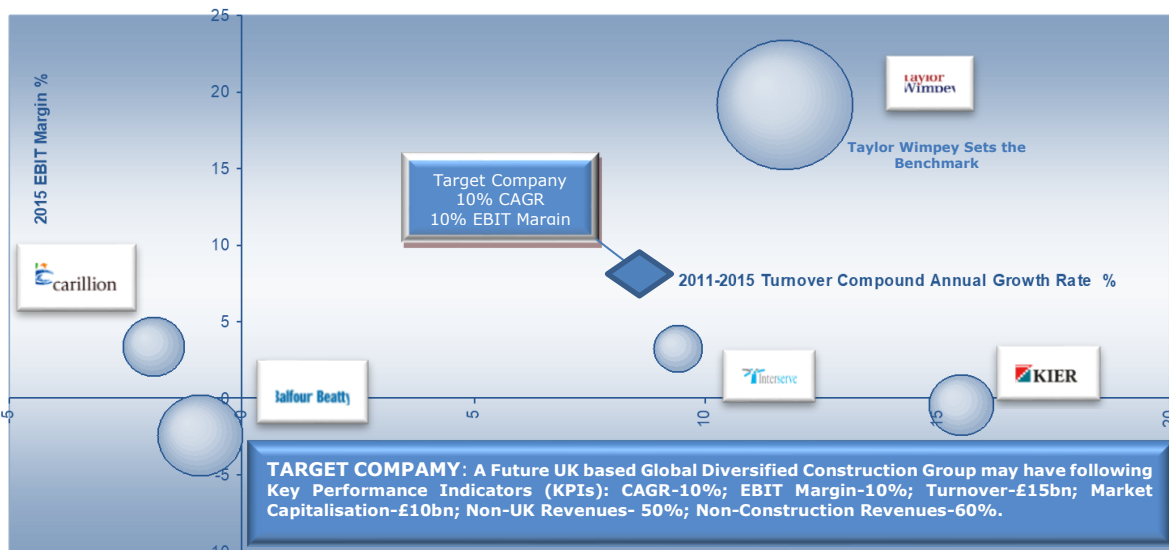 25
20
15
10
5
0
-5
-10
-5
5
10
15
20
2015 EBIT Margin %
Taylor
Wimpey
Taylor Wimpey Sets the
Benchmark
Target Company
10% CAGR
10% EBIT Margin
carillion
2011-2015 Turnover Compound Annual Growth Rate %
Balfour Beatty
Interserve
KIER
TARGET COMPAMY: A Future UK based Global Diversified Construction Group may have following
Key Performance Indicators (KPIs): CAGR-10%; EBIT Margin-10%; Turnover-£15bn; Market
Capitalisation-£10bn; Non-UK Revenues- 50%; Non-Construction Revenues-60%.